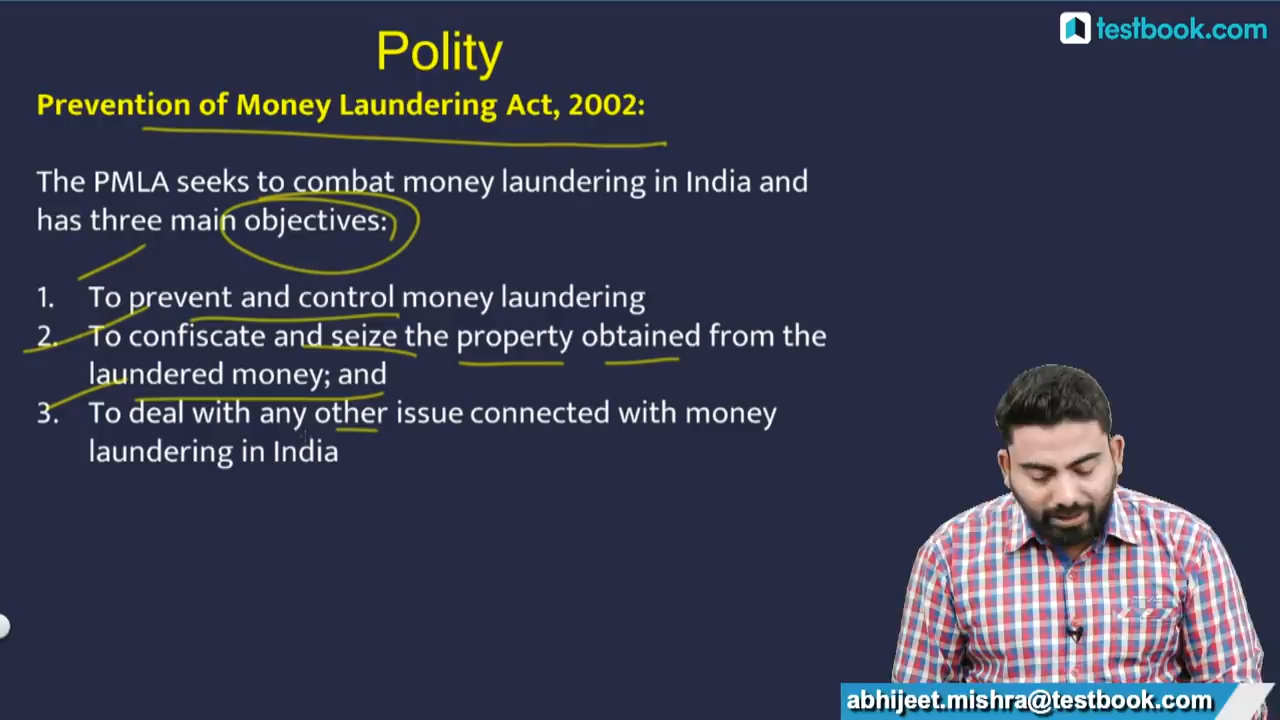 testbook.com
Polity
Prevention of Money Laundering Act, 2002:
The PMLA seeks to combat money laundering in India and
has three main objectives:
1. To prevent and control money laundering
2. To confiscate and seize the property obtained from the
laundered money; and
3. To deal with any other issue connected with money
laundering in India
abhijeet.mishra@testbook.com